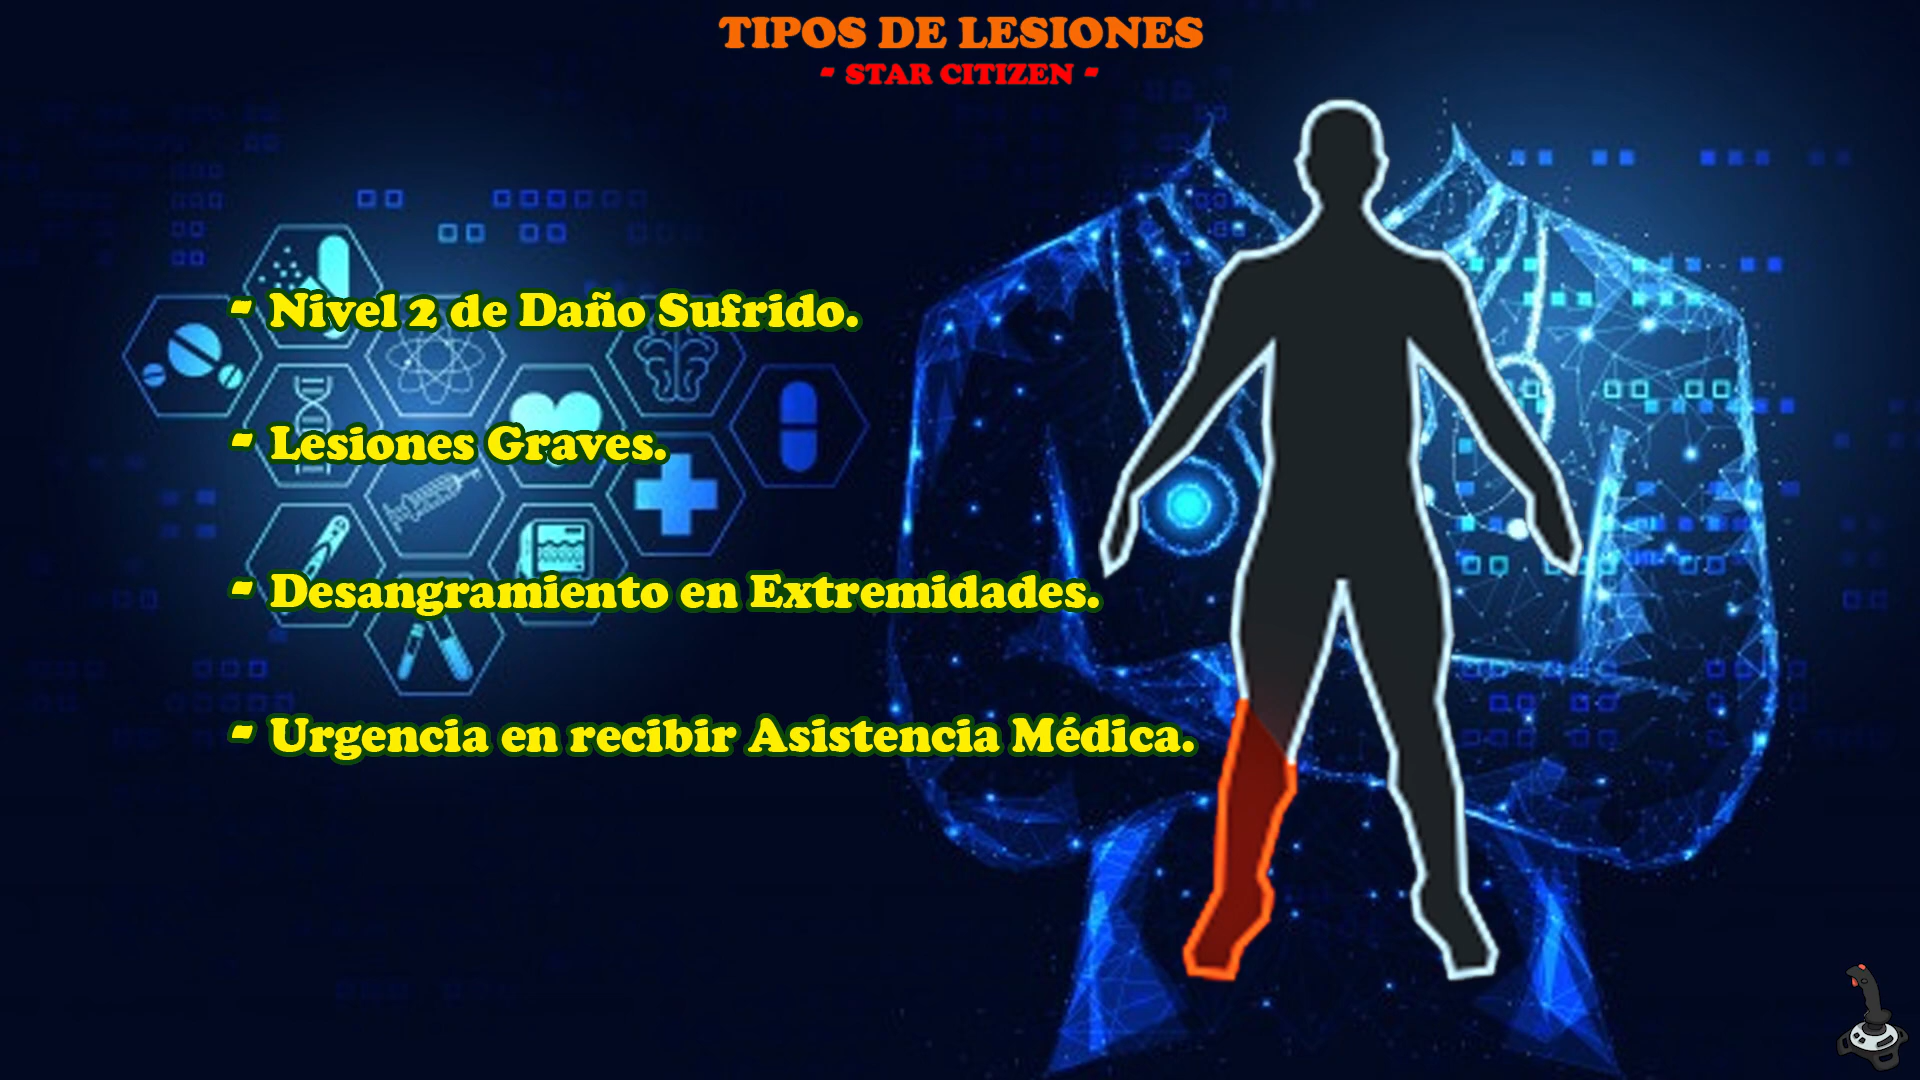 TIPOS DE LESIONES
- STAR CITIZEN -
- Nivel 2 de Daño Sufrido.
- Lesiones Graves.
- Desangramiento en Extremidades.
- Urgencia en recibir Asistencia Médica.